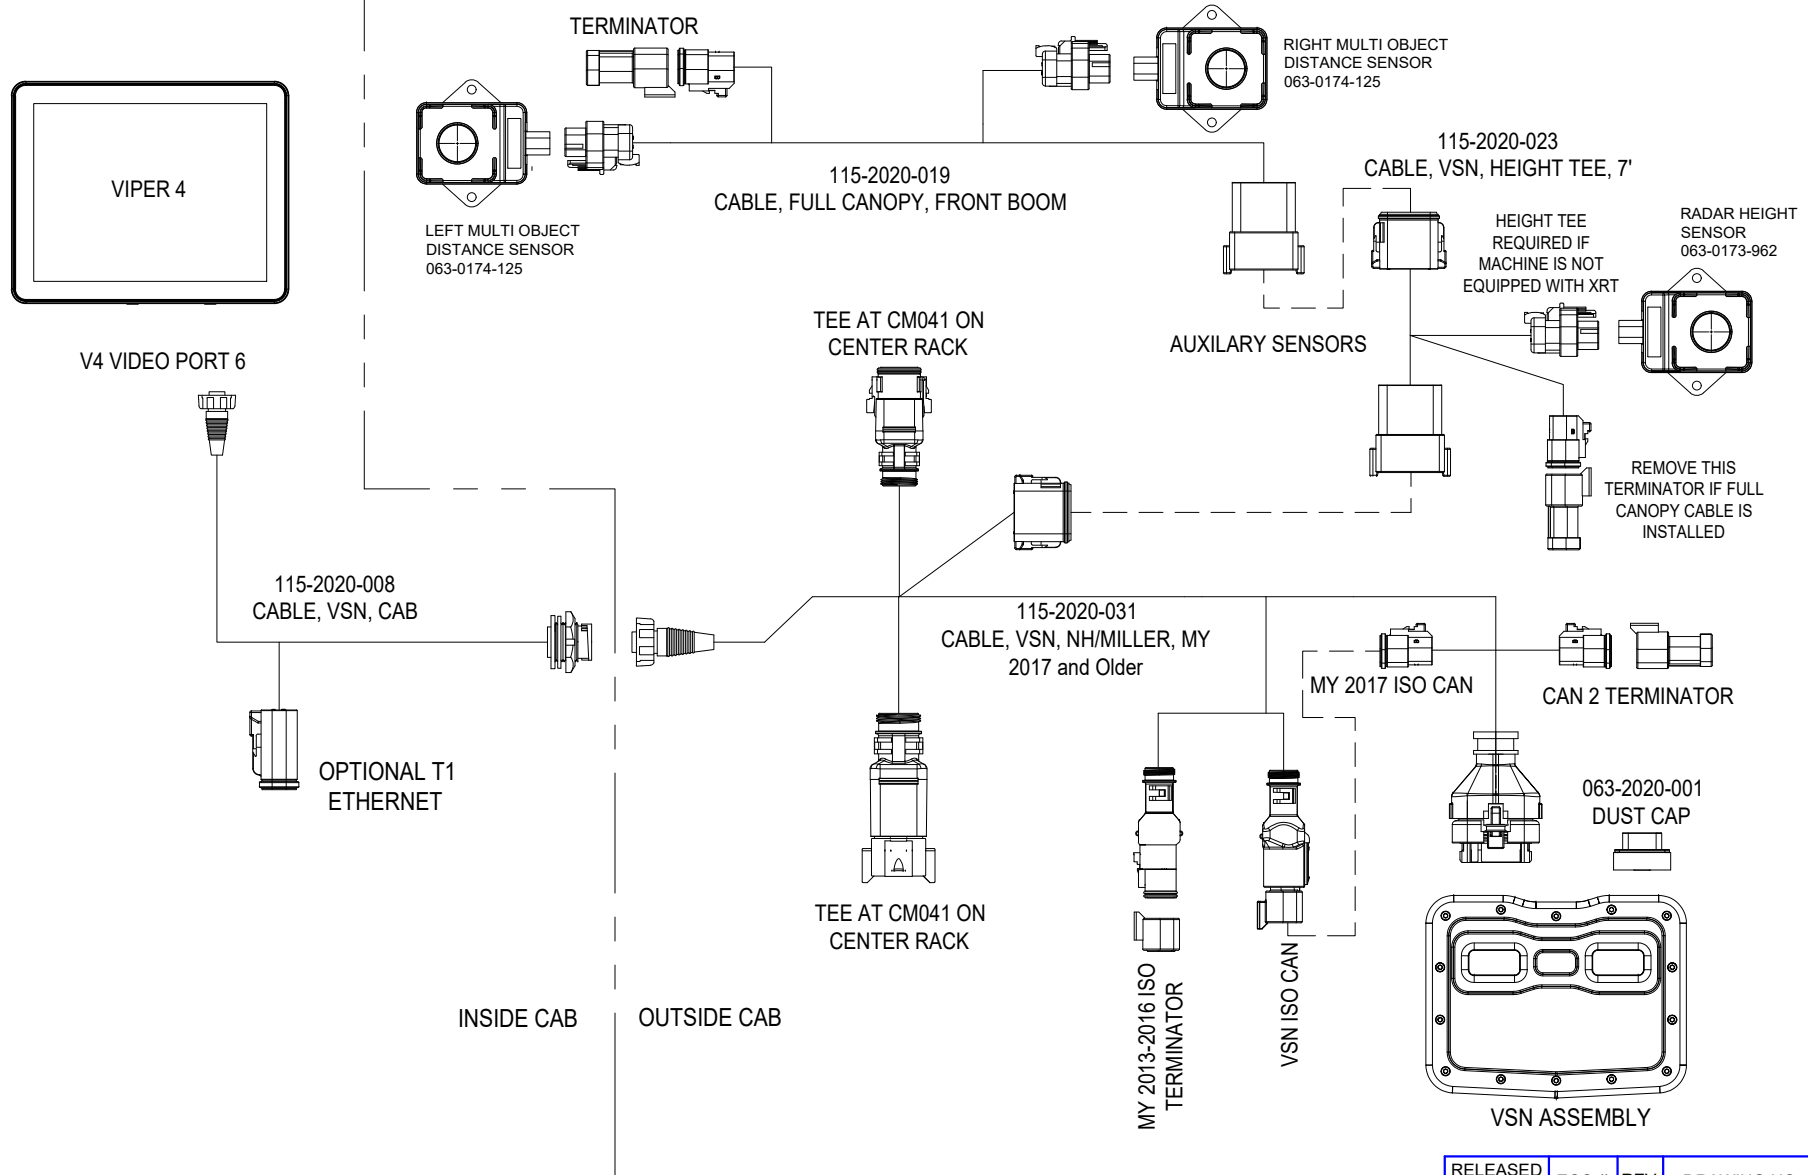 TERMINATOR
RIGHT MULTI OBJECT
DISTANCE SENSOR
063-0174-125
VIPER 4
115-2020-019
CABLE, FULL CANOPY, FRONT BOOM
115-2020-023
CABLE, VSN, HEIGHT TEE, 7'
LEFT MULTI OBJECT
DISTANCE SENSOR
063-0174-125
HEIGHT TEE
REQUIRED IF
MACHINE IS NOT
EQUIPPED WITH XRT
RADAR HEIGHT
SENSOR
063-0173-962
V4 VIDEO PORT 6
TEE AT CM041 ON
CENTER RACK
AUXILARY SENSORS
REMOVE THIS
TERMINATOR IF FULL
CANOPY CABLE IS
INSTALLED
115-2020-008
CABLE, VSN, CAB
115-2020-031
CABLE, VSN, NH/MILLER, MY
2017 and Older
MY 2017 ISO CAN
CAN 2 TERMINATOR
OPTIONAL T1
ETHERNET
063-2020-001
DUST CAP
TEE AT CM041 ON
CENTER RACK
MY 2013-2016 ISO
TERMINATOR
VSN ISO CAN
INSIDE CAB
OUTSIDE CAB
VSN ASSEMBLY
RELEASED